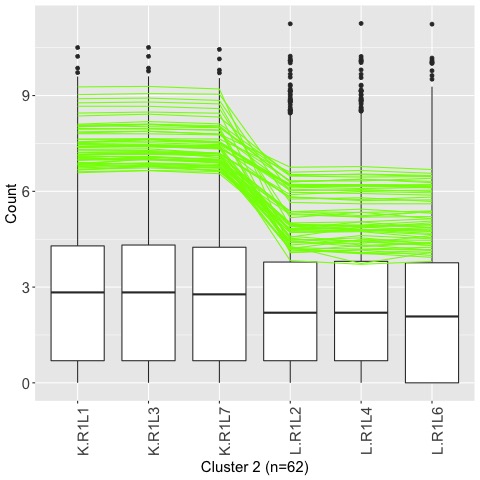 9
6
3
0
Count
K.R1L1
K.R1L3
K.R1L7
L.R1L2
L.R1L4
L.R1L6
Cluster 2 (n=62)